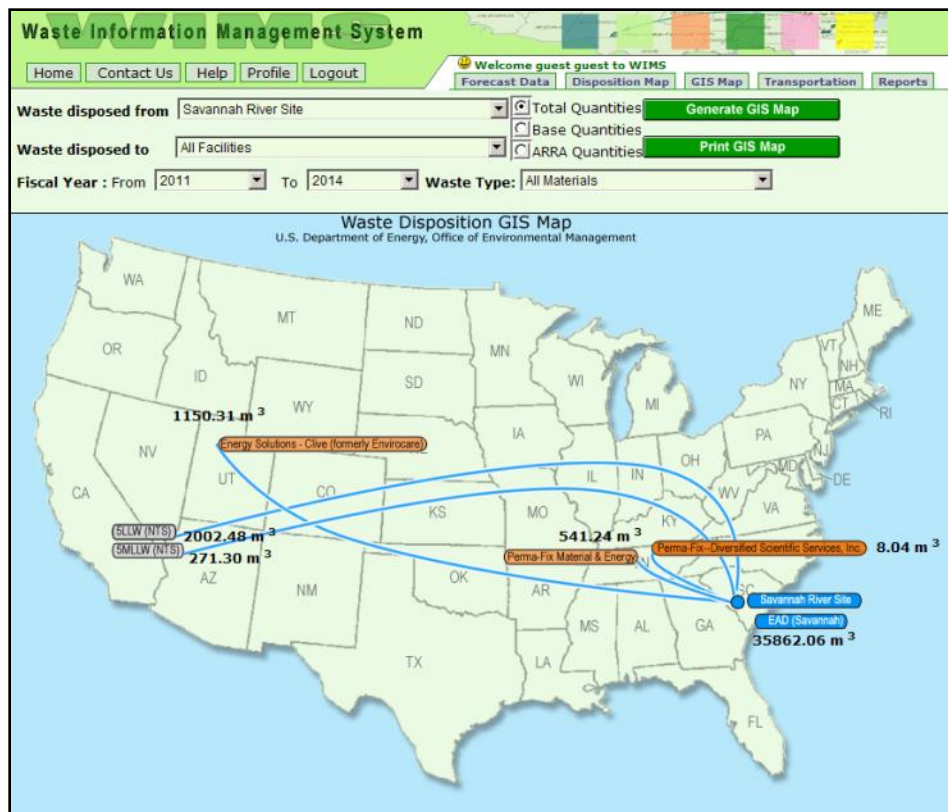 Waste Information Management System
Home Contact Us Help Profile Logout
Welcome guest guest to WIMS
Forecast Data Disposition Map GIS Map Transportation Reports
Waste disposed from Savannah River Site Total Quantities Generate GIS Map
Base Quantities
Waste disposed to All Facilities ARRA Quantities Print GIS Map
Fiscal Year : From 2011 To 2014 Waste Type: All Materials
Waste Disposition GIS Map
U.S. Department of Energy, Office of Environmental Management
WA
MT ND ME
OR MN VT
ID SD WI NH
NY MA
WY MI CT
RI
1150.31 m 3
Energy Solutions - Clive (formerly Envirocare)
IA PA
NV OH NJ
UT IL IN MD
CA CO DE
WV
KS MO KY VA
5LLW (NTS) 2002.48 m 3 541.24 m 3
5MLLW (NTS) 271.30 m 3 Perma-Fix Material & Energy Perma-Fix--Diversified Scientific Services, Inc. 8.04 m 3
AZ NM OK AR
SC Savannah River Site
MS AL GA EAD (Savannah)
35862.06 m 3
TX LA
FL